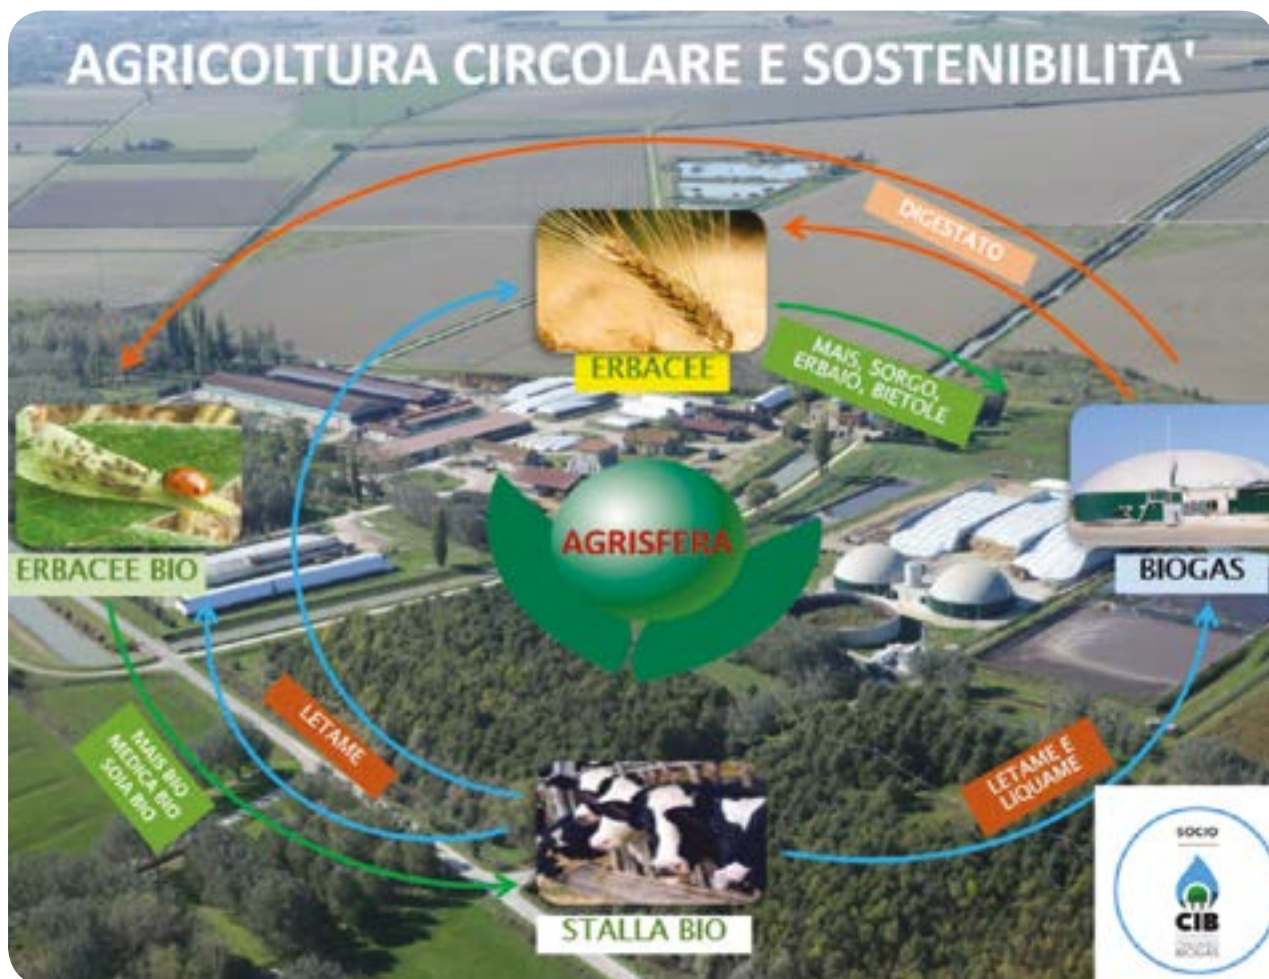 AGRICOLTURA CIRCOLARE E SOSTENIBILITA'
DIGESTATO
ERBACEE
MAIS, SORGO,
ERBAIO, BIETOLE
AGRISFERA
ERBACEE BIO
BIOGAS
LETAME
MAIS BIO
MEDICA BIO
SOIA BIO
LETAME E
LIQUAME
STALLA BIO
SOCIO
CIB
BIOGAS